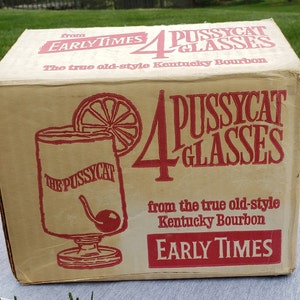 from
EARLY TIMES
4 PUSSYCAT
GLASSES
The true old-style Kentucky Bourbon
THE PUSSYCAT
4 PUSSYCAT
GLASSES
from the true old-style
Kentucky Bourbon
EARLY TIMES